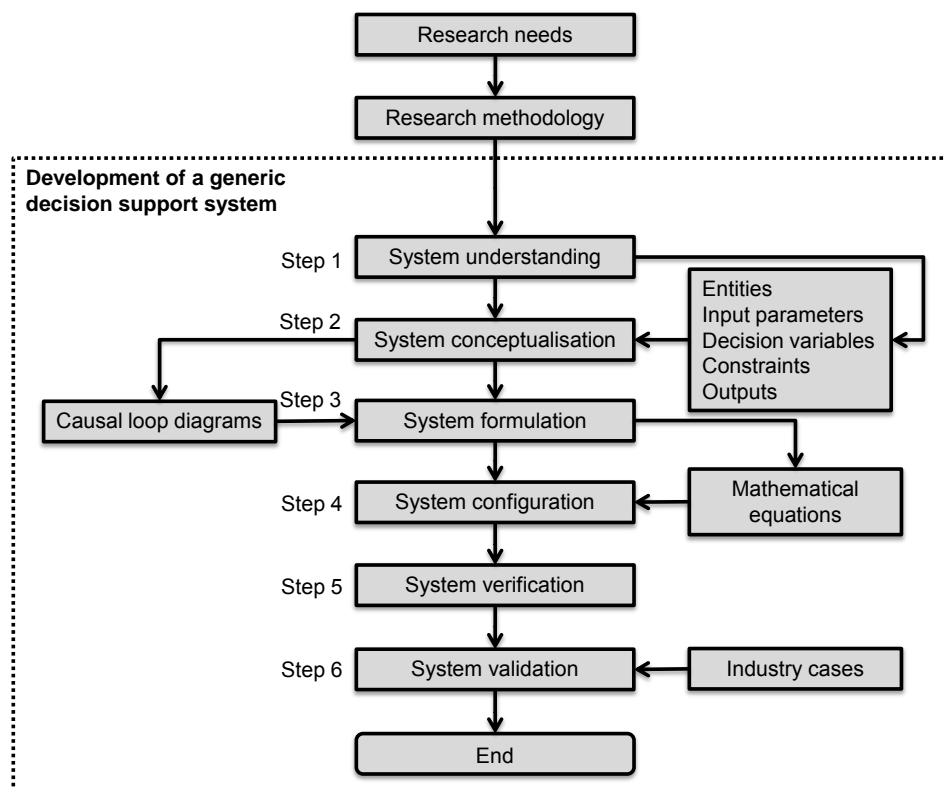 Research needs
Research methodology
Development of a generic
decision support system
Step 1
System understanding
Entities
Input parameters
Decision variables
Constraints
Outputs
Step 2
System conceptualisation
Causal loop diagrams
Step 3
System formulation
Step 4
System configuration
Mathematical
equations
Step 5
System verification
Step 6
System validation
Industry cases
End